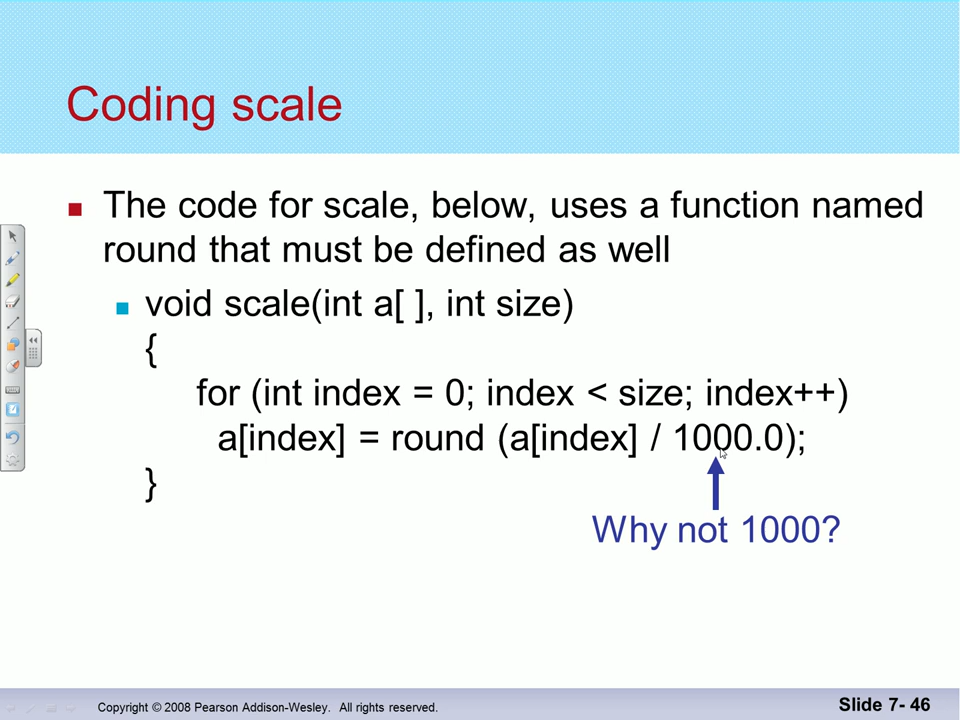 Coding scale
The code for scale, below, uses a function named
round that must be defined as well
void scale(int a[ ], int size)
{
for (int index = 0; index < size; index++)
a[index] = round (a[index] / 1000.0);
}
Why not 1000?
Copyright © 2008 Pearson Addison-Wesley. All rights reserved.
Slide 7- 46